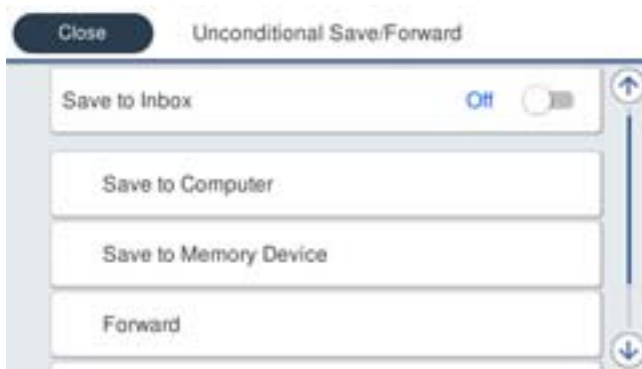 Close
Unconditional Save/Forward
Save to Inbox
Off
Save to Computer
Save to Memory Device
Forward